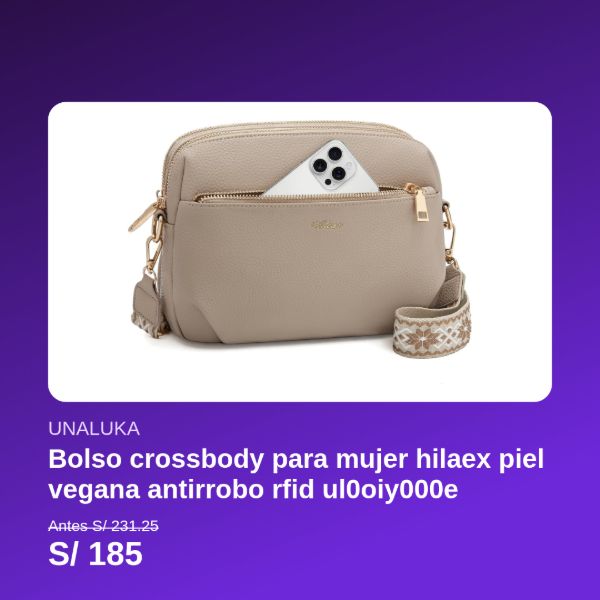 UNALUKA
Bolso crossbody para mujer hilaex piel
vegana antirrobo rfid ul0oiy000e
Antes S/ 231.25
S/ 185